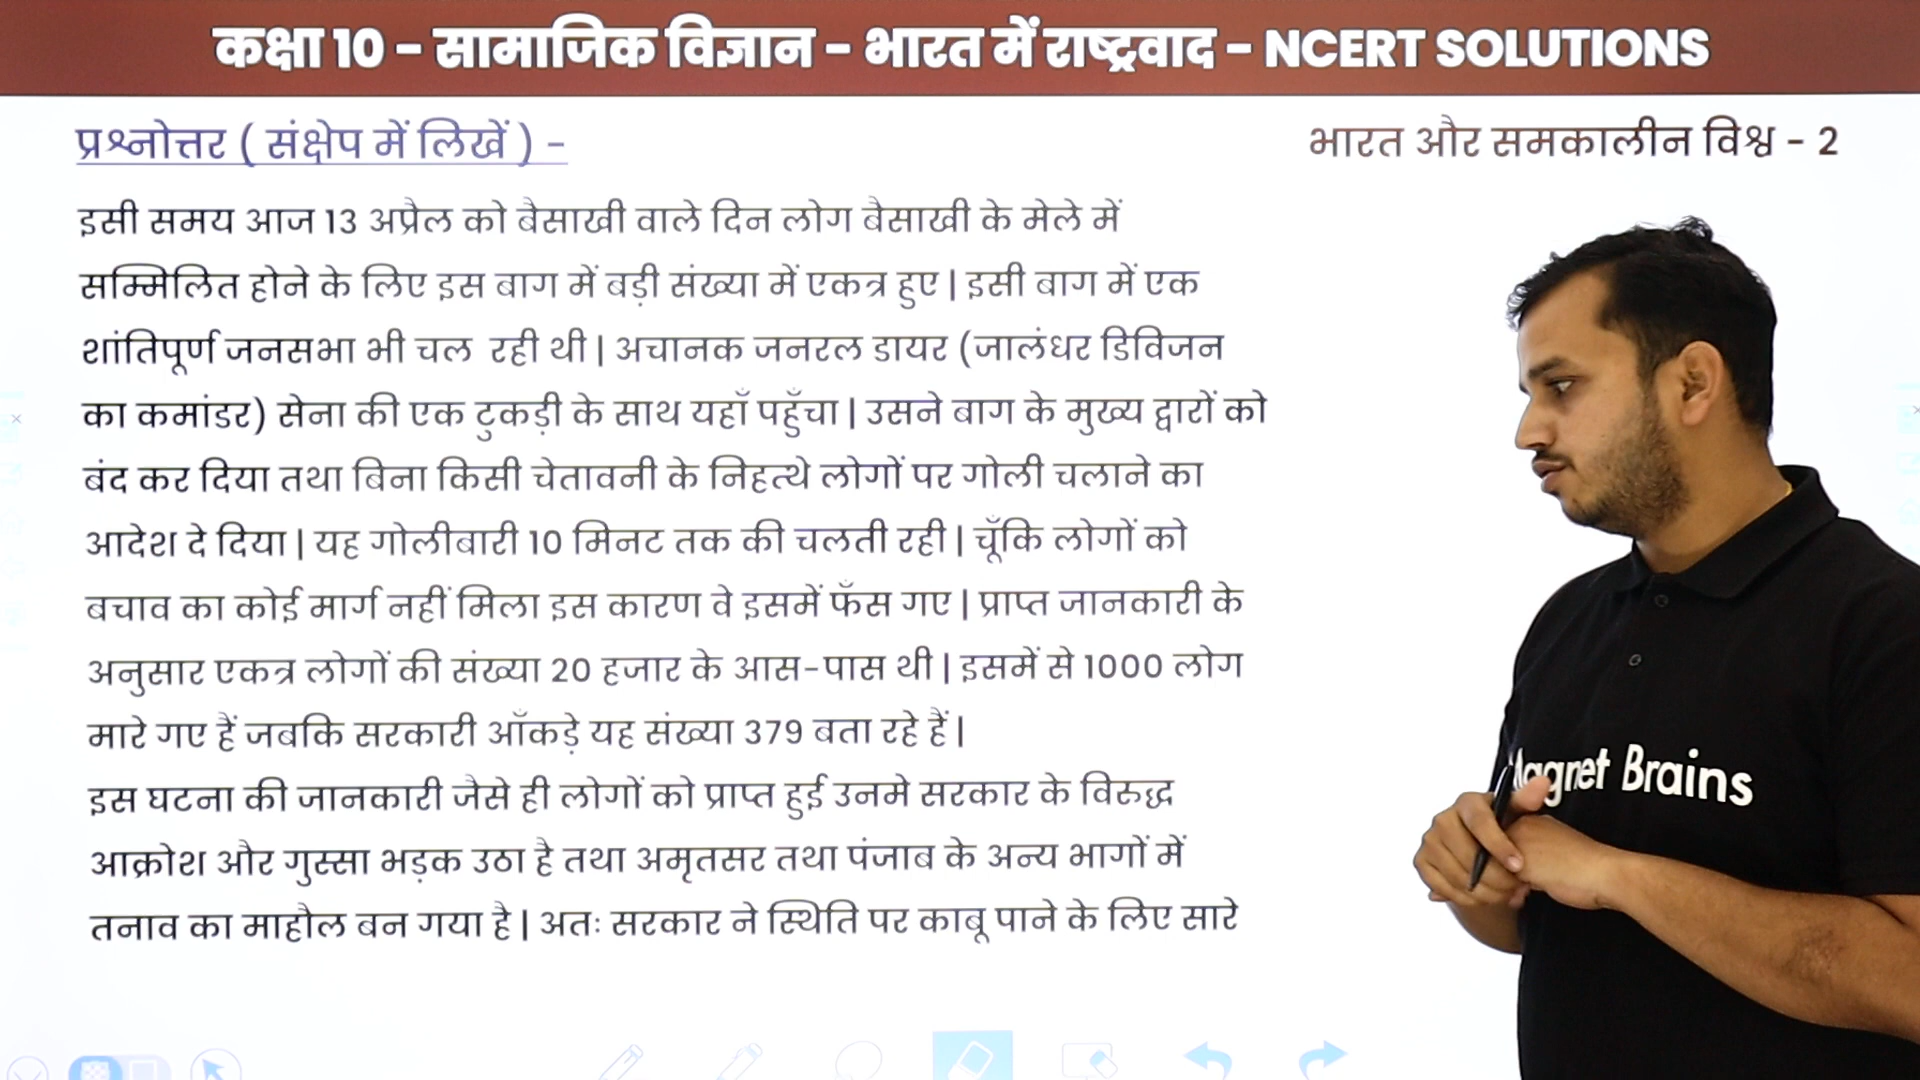 कक्षा 10 - सामाजिक विज्ञान - भारत में राष्ट्रवाद - NCERT SOLUTIONS
प्रश्नोत्तर ( संक्षेप में लिखें ) -
भारत और समकालीन विश्व - 2
इसी समय आज 13 अप्रैल को बैसाखी वाले दिन लोग बैसाखी के मेले में
सम्मिलित होने के लिए इस बाग में बड़ी संख्या में एकत्र हुए | इसी बाग में एक
शांतिपूर्ण जनसभा भी चल रही थी | अचानक जनरल डायर (जालंधर डिविजन
का कमांडर) सेना की एक टुकड़ी के साथ यहाँ पहुँचा | उसने बाग के मुख्य द्वारों को
बंद कर दिया तथा बिना किसी चेतावनी के निहत्थे लोगों पर गोली चलाने का
आदेश दे दिया | यह गोलीबारी 10 मिनट तक की चलती रही | चूँकि लोगों को
बचाव का कोई मार्ग नहीं मिला इस कारण वे इसमें फँस गए | प्राप्त जानकारी के
अनुसार एकत्र लोगों की संख्या 20 हजार के आस-पास थी | इसमें से 1000 लोग
मारे गए हैं जबकि सरकारी आँकड़े यह संख्या 379 बता रहे हैं |
इस घटना की जानकारी जैसे ही लोगों को प्राप्त हुई उनमे सरकार के विरुद्ध
आक्रोश और गुस्सा भड़क उठा है तथा अमृतसर तथा पंजाब के अन्य भागों में
तनाव का माहौल बन गया है | अतः सरकार ने स्थिति पर काबू पाने के लिए सारे
Magnet Brains